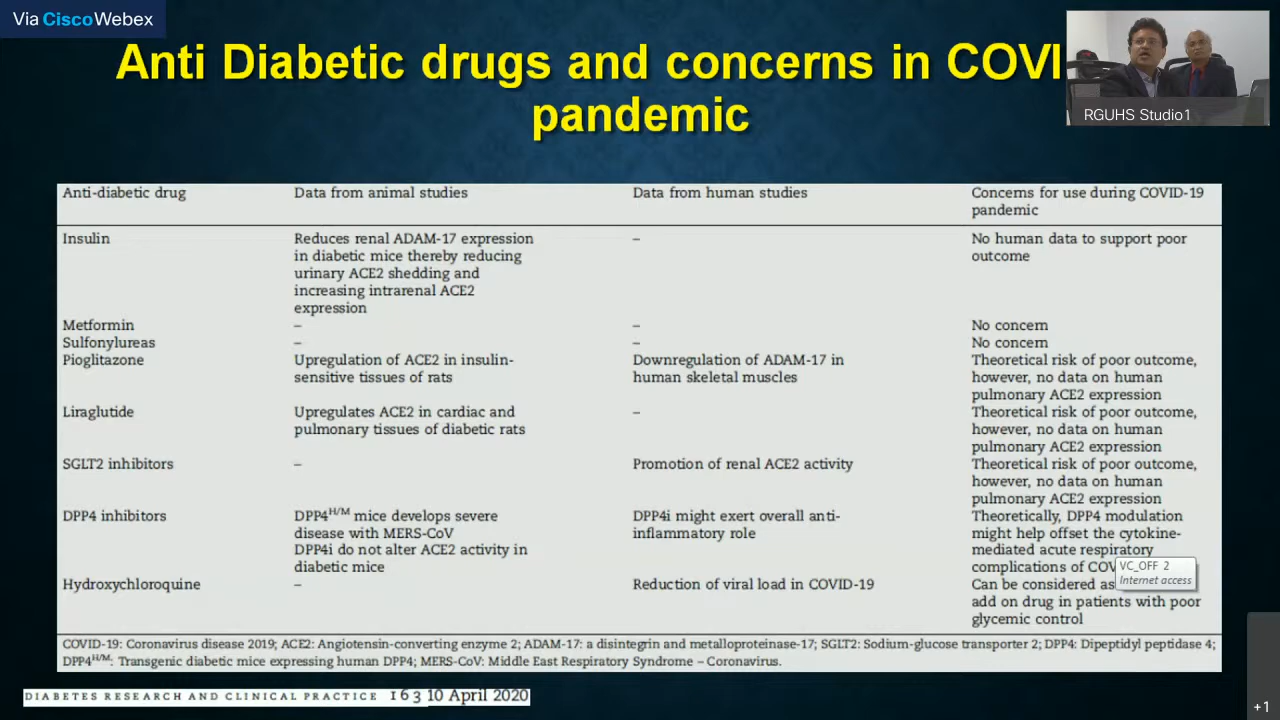 Via CiscoWebex
Anti Diabetic drugs and concerns in COVI
pandemic
RGUHS Studio1
Anti-diabetic drug Data from animal studies Data from human studies Concerns for use during COVID-19
pandemic
Insulin Reduces renal ADAM-17 expression – No human data to support poor
in diabetic mice thereby reducing outcome
urinary ACE2 shedding and
increasing intrarenal ACE2
expression
Metformin – – No concern
Sulfonylureas – – No concern
Pioglitazone Upregulation of ACE2 in insulin- Downregulation of ADAM-17 in Theoretical risk of poor outcome,
sensitive tissues of rats human skeletal muscles however, no data on human
pulmonary ACE2 expression
Liraglutide Upregulates ACE2 in cardiac and – Theoretical risk of poor outcome,
pulmonary tissues of diabetic rats however, no data on human
pulmonary ACE2 expression
SGLT2 inhibitors – Promotion of renal ACE2 activity Theoretical risk of poor outcome,
however, no data on human
pulmonary ACE2 expression
DPP4 inhibitors DPP4H/M mice develops severe DPP4i might exert overall anti- Theoretically, DPP4 modulation
disease with MERS-CoV inflammatory role might help offset the cytokine-
DPP4i do not alter ACE2 activity in mediated acute respiratory
diabetic mice complications of COV
VC_OFF 2
Internet access
Hydroxychloroquine – Reduction of viral load in COVID-19 Can be considered as
add on drug in patients with poor
glycemic control
COVID-19: Coronavirus disease 2019; ACE2: Angiotensin-converting enzyme 2; ADAM-17: a disintegrin and metalloproteinase-17; SGLT2: Sodium-glucose transporter 2; DPP4: Dipeptidyl peptidase 4;
DPP4H/M: Transgenic diabetic mice expressing human DPP4; MERS-CoV: Middle East Respiratory Syndrome – Coronavirus.
DIABETES RESEARCH AND CLINICAL PRACTICE 163 10 April 2020
+1